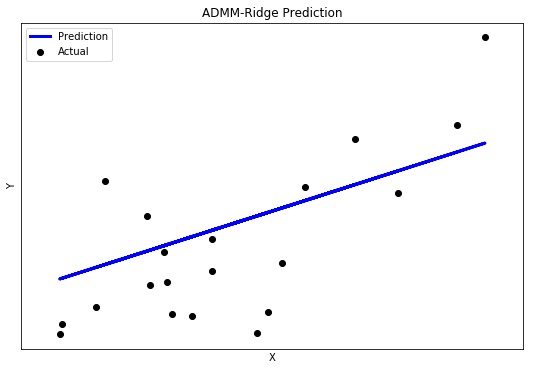 ADMM-Ridge Prediction
Prediction
Actual
Y
X